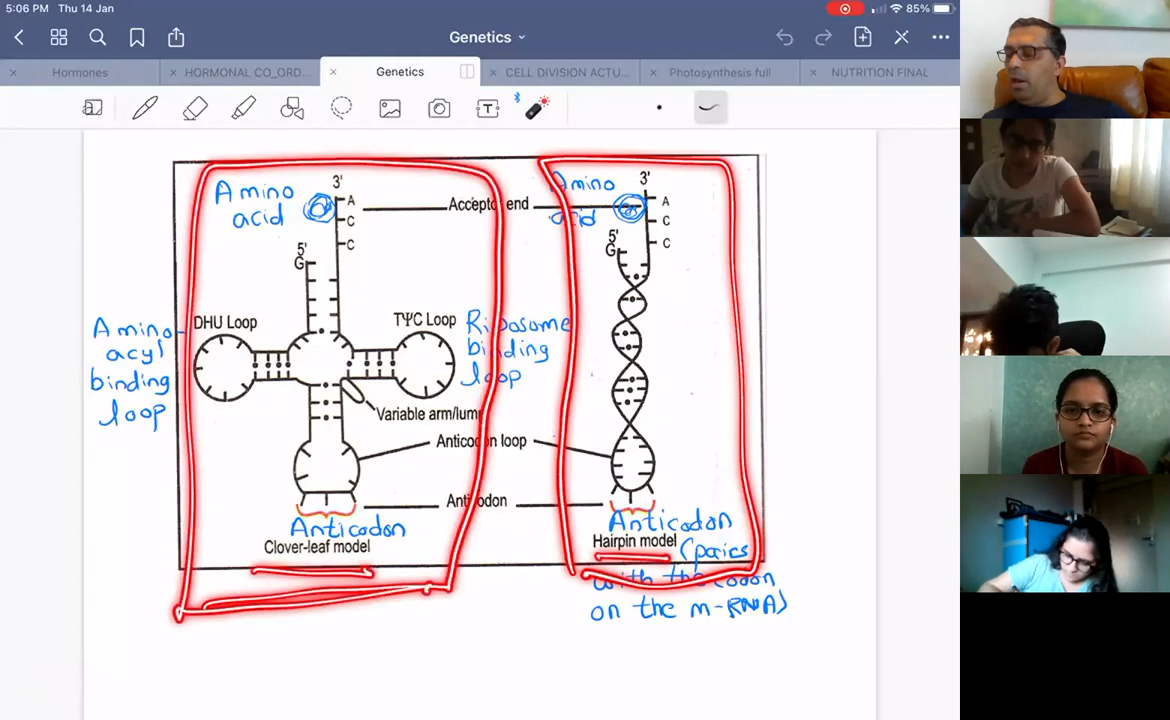 5:06 PM Thu 14 Jan
85%
Genetics
Hormones
HORMONAL CO_ORD...
Genetics
CELL DIVISION ACTU...
Photosynthesis full
NUTRITION FINAL
Amino
acid
3'
A
C
C
5'
G
Acceptor end
Amino
acid
3'
A
C
C
5'
G
DHU Loop
TΨC Loop
Amino
acyl
binding
loop
Ribosome
binding
loop
Variable arm/lump
Anticodon loop
Anticodon
Anticodon
Clover-leaf model
Anticodon
Hairpin model
(pairs
with the codon
on the m-RNA)